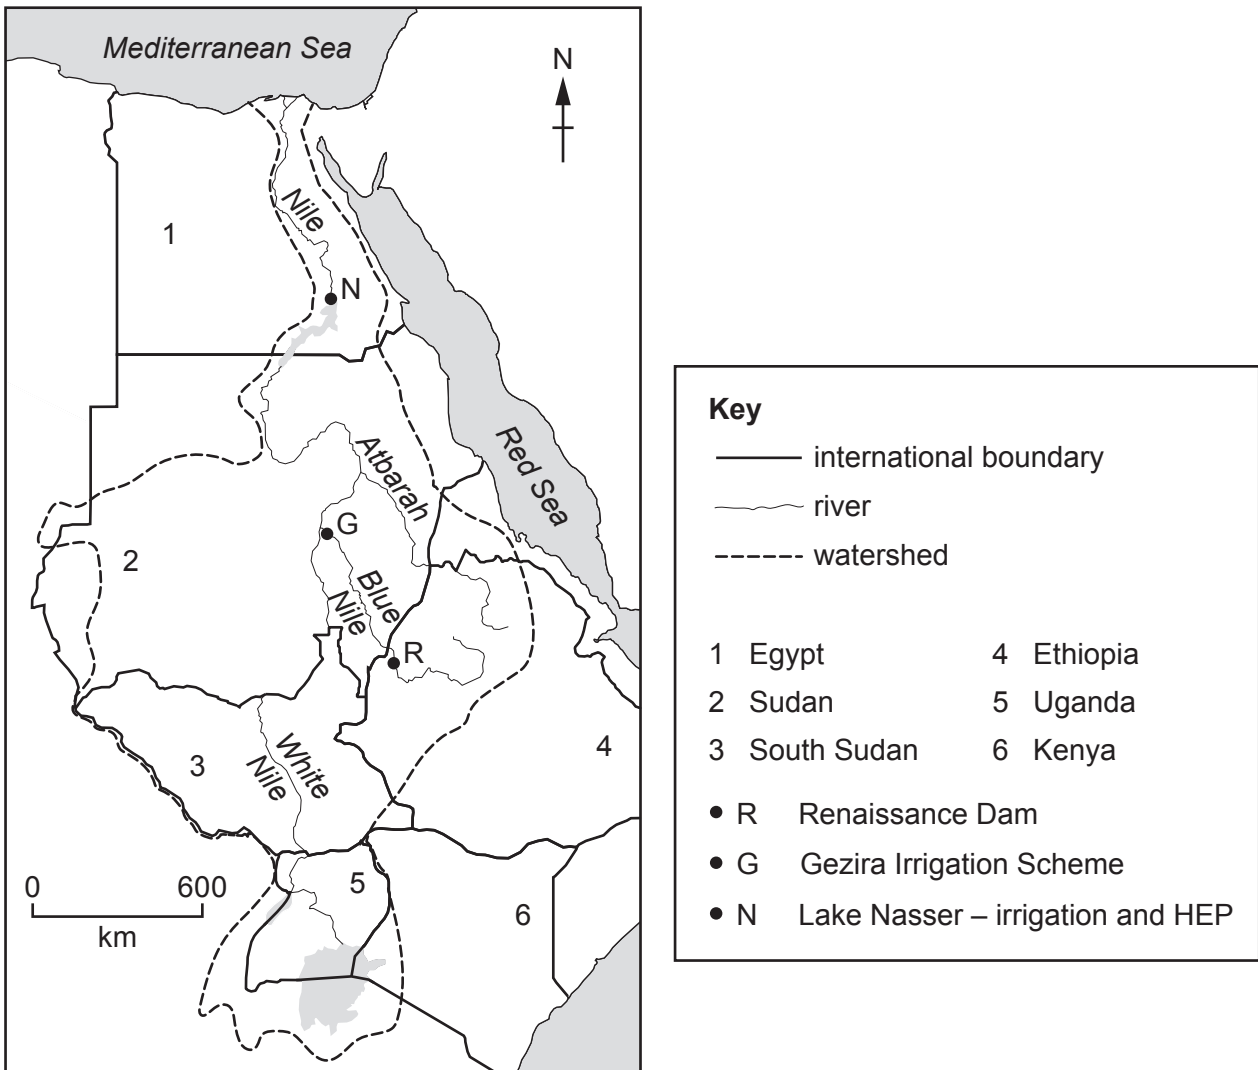 Mediterranean Sea
N
Nile
1
N
Red Sea
Atbarah
G
2
Blue
Nile
R
White
Nile
3
4
0 600
km
5
6
Key
international boundary
river
watershed
1 Egypt
2 Sudan
3 South Sudan
4 Ethiopia
5 Uganda
6 Kenya
R Renaissance Dam
G Gezira Irrigation Scheme
N Lake Nasser – irrigation and HEP